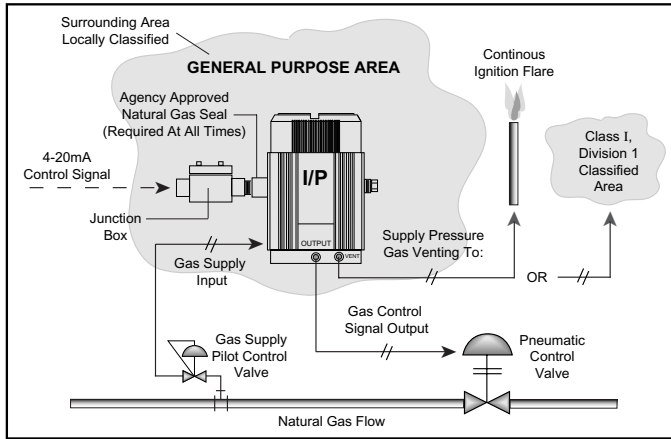 Surrounding Area
Locally Classified
GENERAL PURPOSE AREA
Agency Approved
Natural Gas Seal
(Required At All Times)
4-20mA
Control Signal
I/P
Junction
Box
OUTPUT
VENT
Gas Supply
Input
Supply Pressure
Gas Venting To:
Continous
Ignition Flare
Class I,
Division 1
Classified
Area
OR
Gas Control
Signal Output
Gas Supply
Pilot Control
Valve
Pneumatic
Control
Valve
Natural Gas Flow